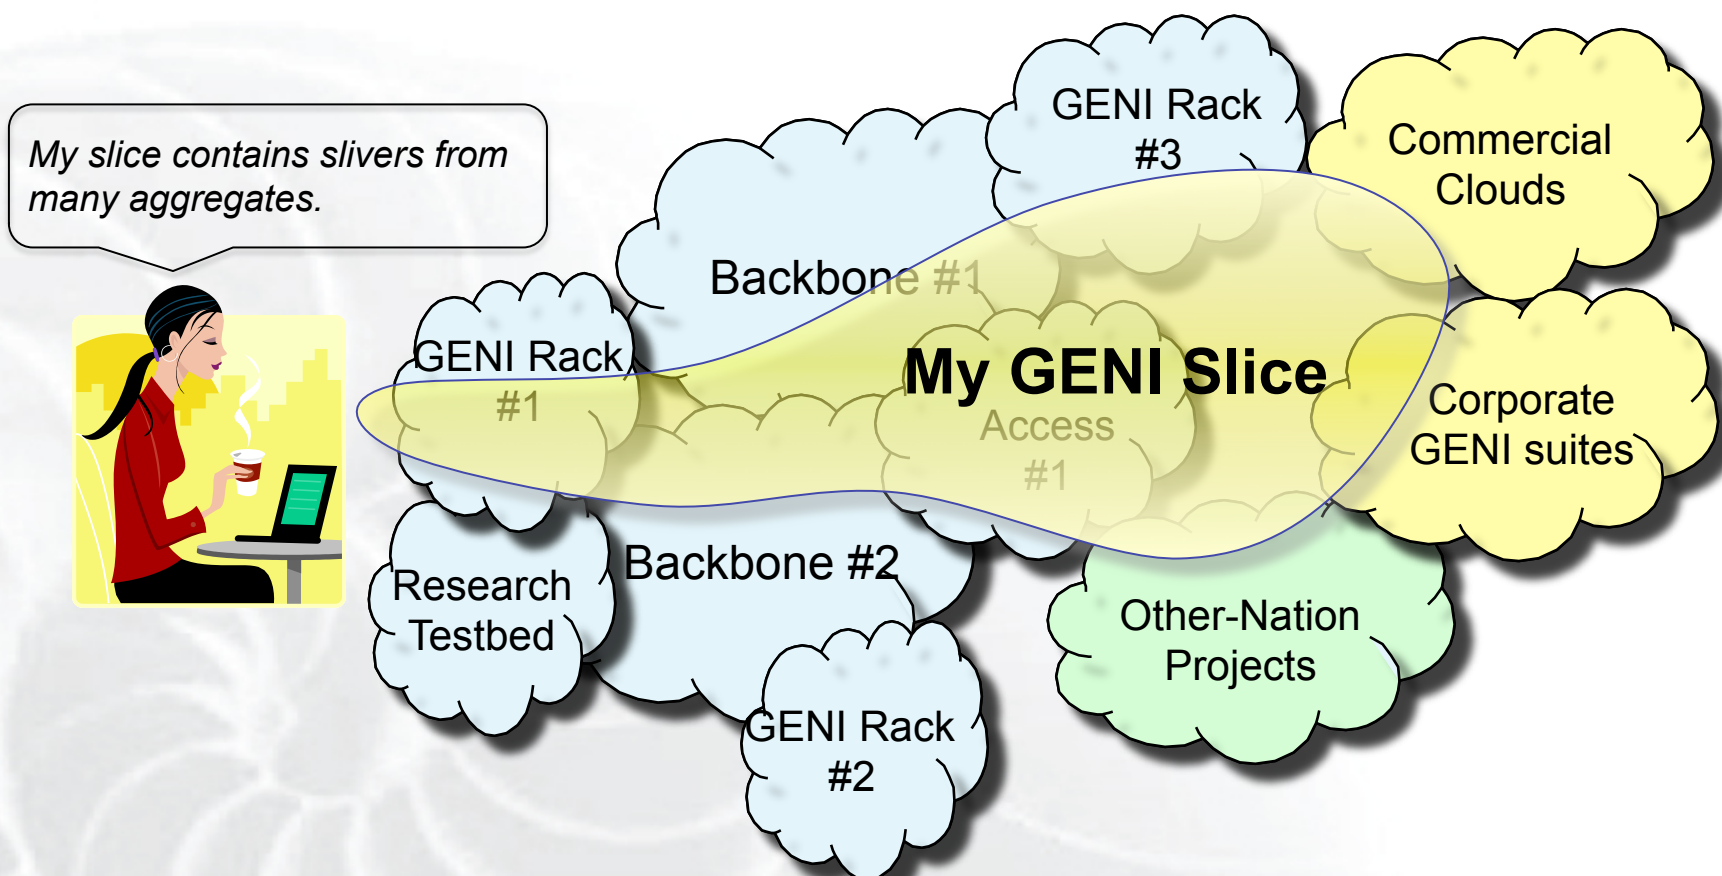 My slice contains slivers from
many aggregates.
GENI Rack
#3
Commercial
Clouds
Backbone #1
GENI Rack
#1
My GENI Slice
Access
#1
Corporate
GENI suites
Backbone #2
Research
Testbed
Other-Nation
Projects
GENI Rack
#2